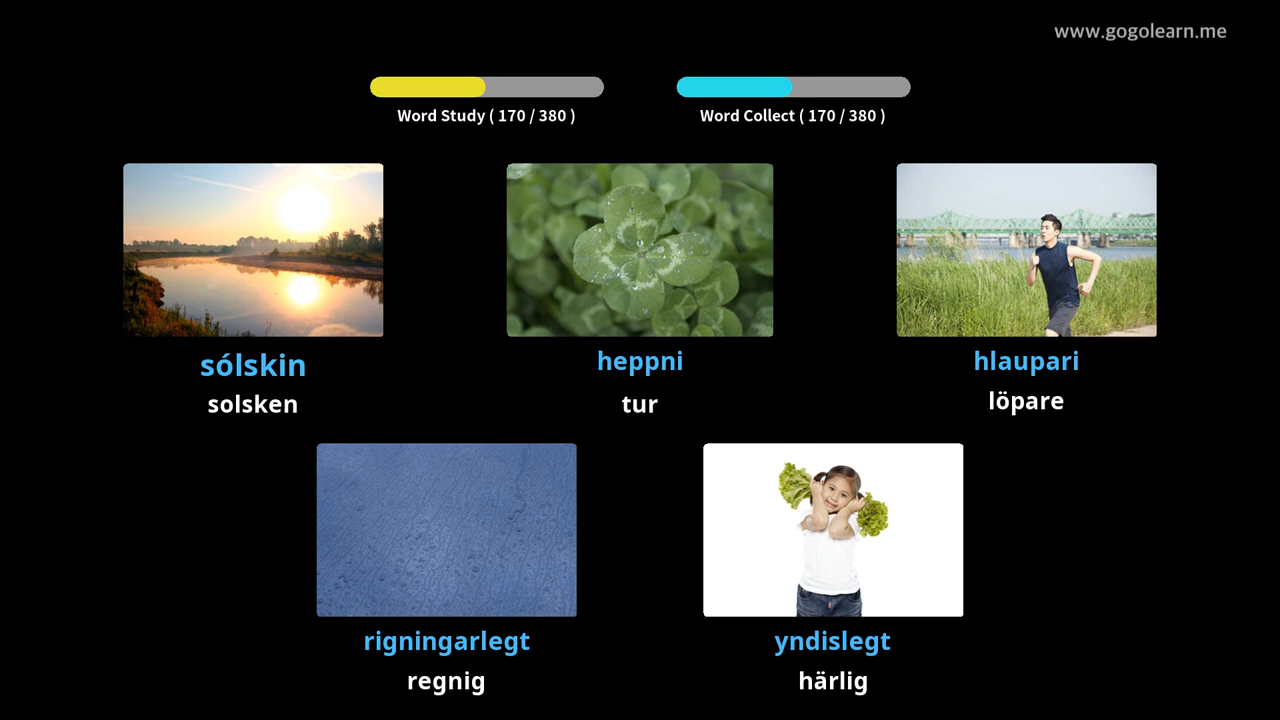 www.gogolearn.me
Word Study ( 170 / 380 )
Word Collect ( 170 / 380 )
sólskin
solsken
heppni
tur
hlaupari
löpare
rigningarlegt
regnig
yndislegt
härlig